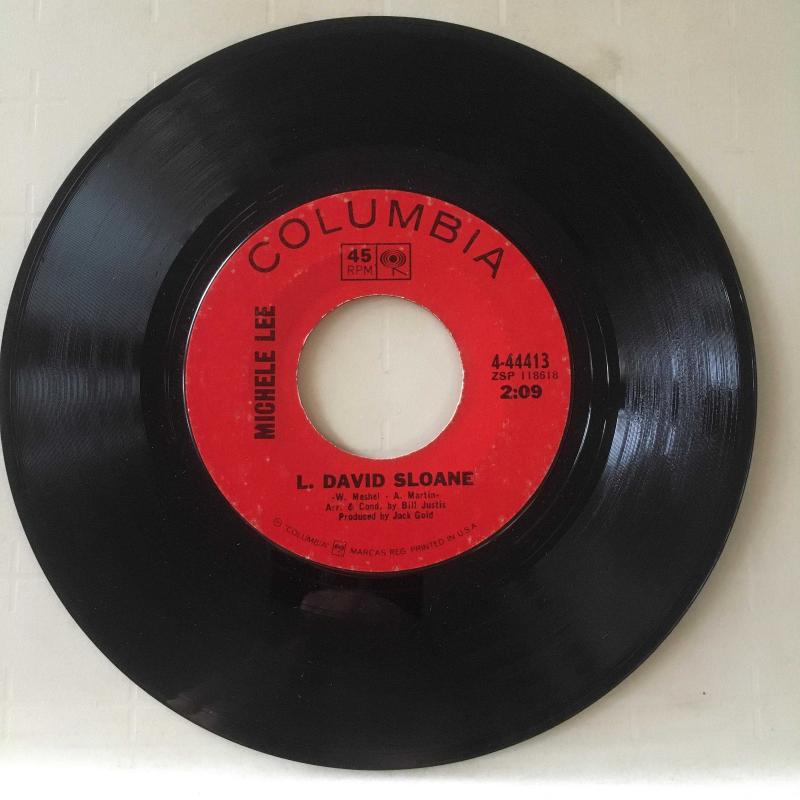 COLUMBIA
45
RPM
MICHELE LEE
4-44413
ZSP 118618
2:09
L. DAVID SLOANE
-W. Meshel - A. Martin-
Arr. & Cond. by Bill Justis
Produced by Jack Gold
Ⓟ "COLUMBIA" MARCAS REG. PRINTED IN U.S.A.